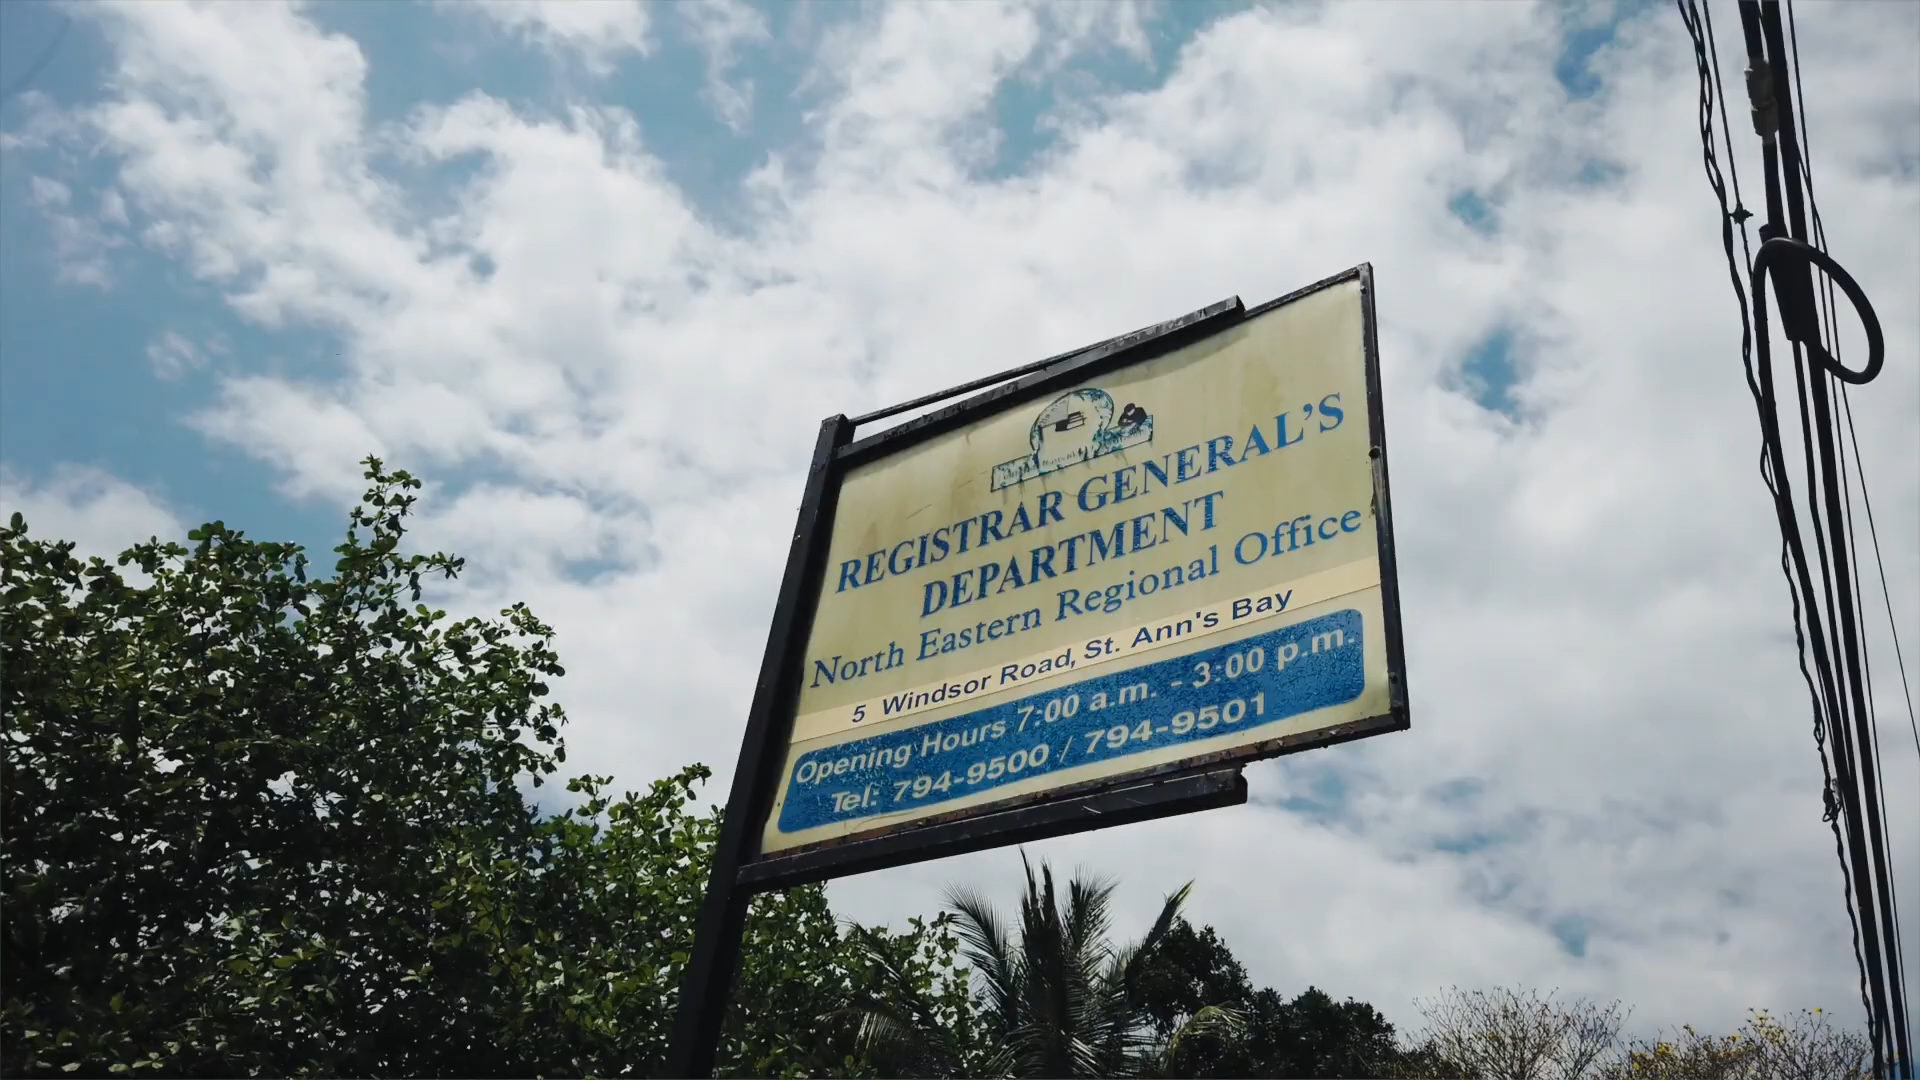 REGISTRAR GENERAL'S
DEPARTMENT
North Eastern Regional Office
5 Windsor Road, St. Ann's Bay
Opening Hours 7:00 a.m. - 3:00 p.m.
Tel: 794-9500 / 794-9501